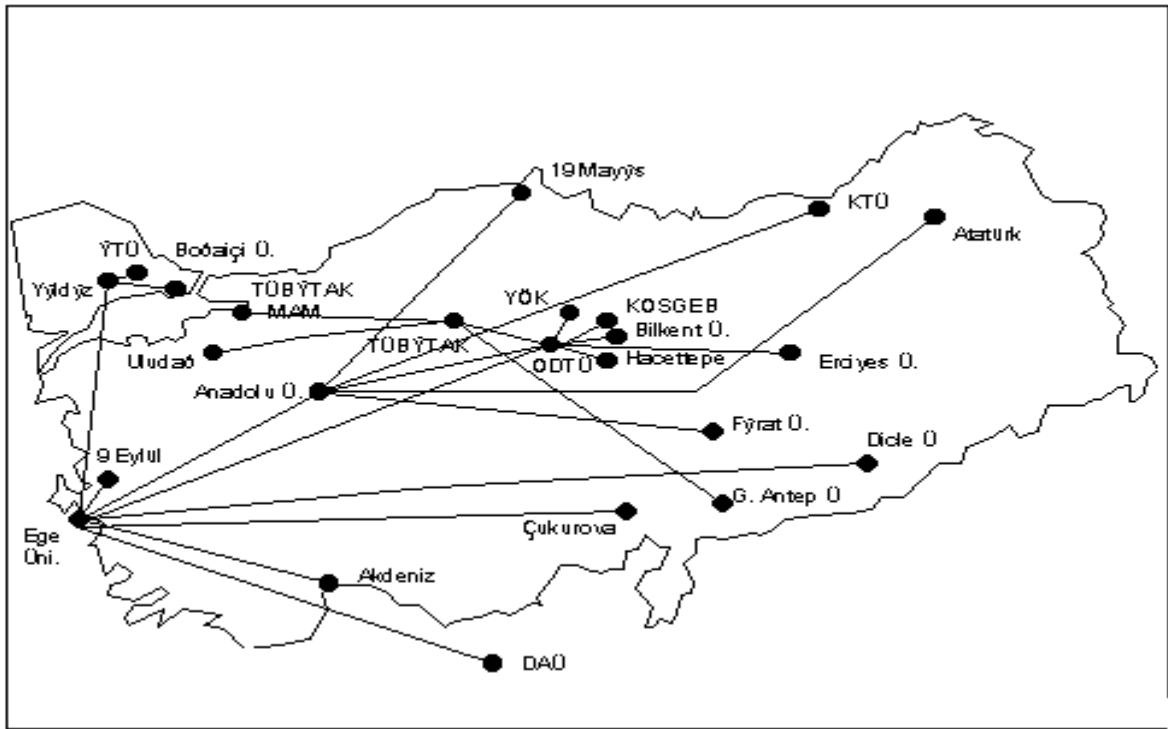 19 Mayýs
KTÜ
Atatürk
ÝTÜ
Boðaiçi Ü.
Yýldýz
TÜBÝTAK
MAM
YÖK
KOSGEB
Bilkent Ü.
TÜBÝTAK
ODTÜ
Hacettepe
Erciyes Ü.
Uludað
Anadolu Ü.
Fýrat Ü.
Dicle Ü
9 Eylül
G. Antep Ü
Çukurova
Ege
Üni.
Akdeniz
DAÜ